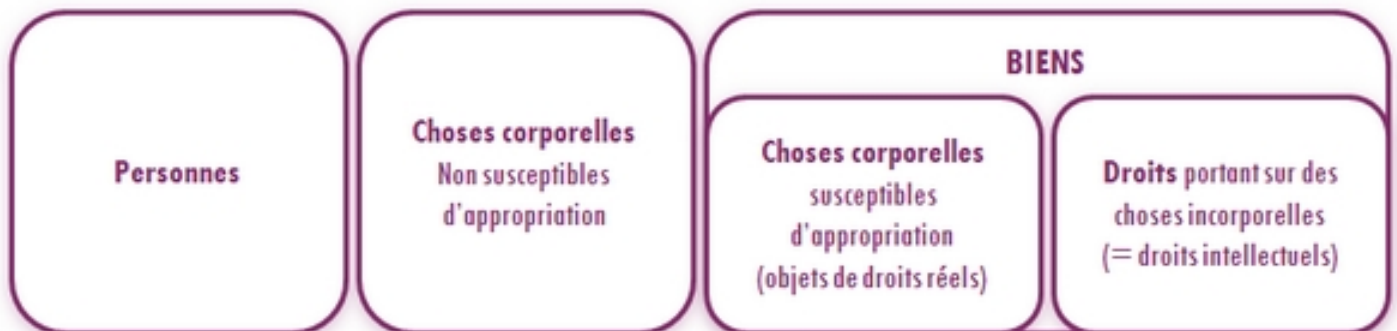 Personnes
Choses corporelles
Non susceptibles
d'appropriation
BIENS
Choses corporelles
susceptibles
d'appropriation
(objets de droits réels)
Droits portant sur des
choses incorporelles
(= droits intellectuels)